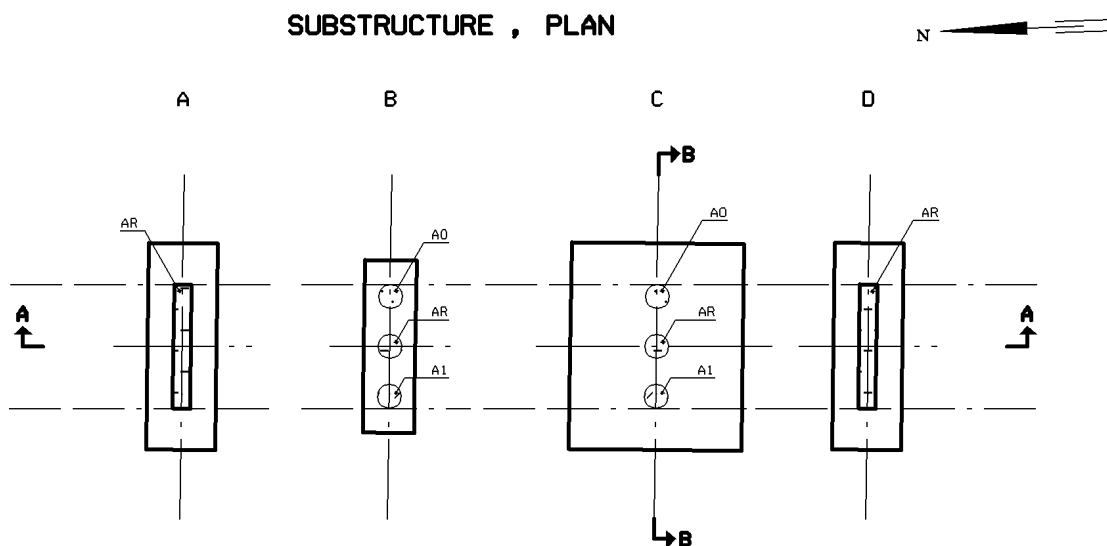 SUBSTRUCTURE , PLAN
N
A B C D
B
AR A0 A0 AR
A AR AR A
A1 A1
B